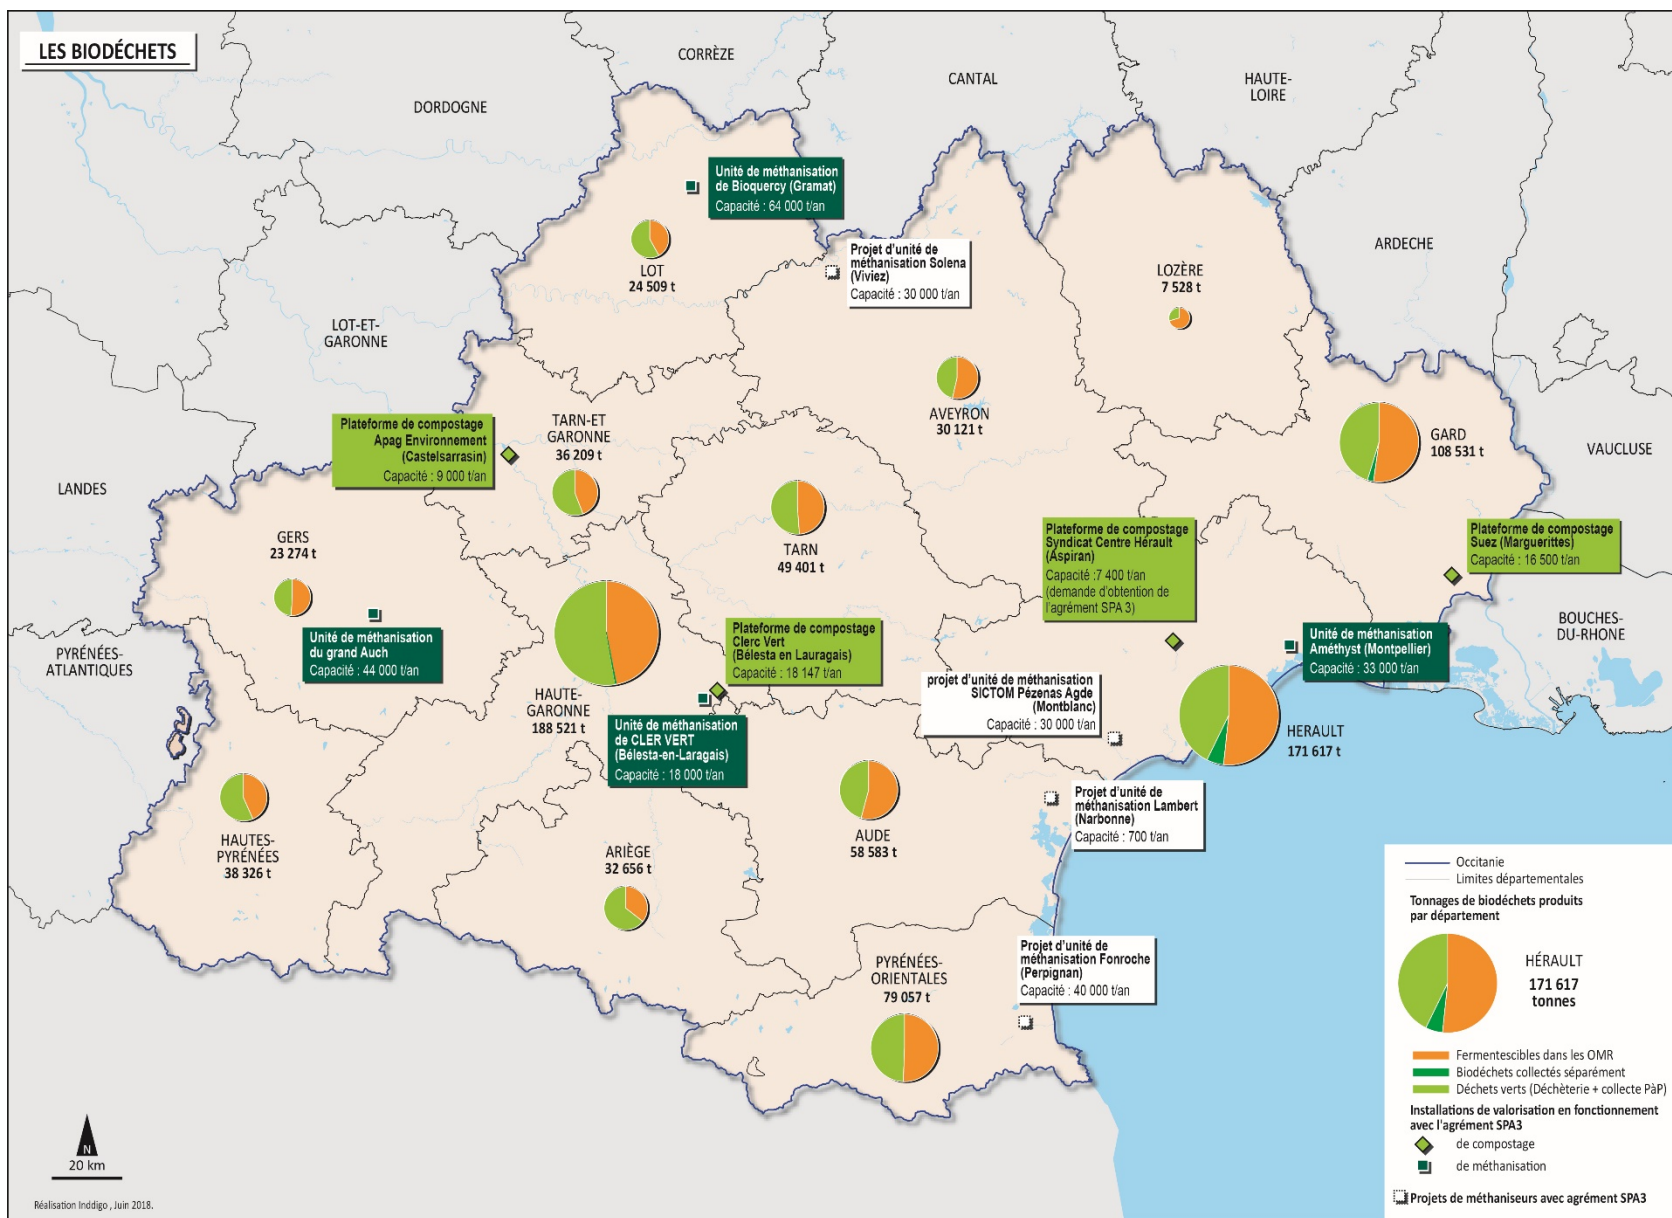 LES BIODÉCHETS
CORRÈZE
CANTAL
HAUTE-
LOIRE
DORDOGNE
ARDECHE
LOT-ET-
GARONNE
VAUCLUSE
LANDES
BOUCHES-
DU-RHONE
PYRÉNÉES-
ATLANTIQUES
Unité de méthanisation
de Bioquercy (Gramat)
Capacité : 64 000 t/an
LOT
24 509 t
Projet d'unité de
méthanisation Solena
(Viviez)
Capacité : 30 000 t/an
LOZÈRE
7 528 t
AVEYRON
30 121 t
GARD
108 531 t
Plateforme de compostage
Apag Environnement
(Castelsarrasin)
Capacité : 9 000 t/an
TARN-ET
GARONNE
36 209 t
TARN
49 401 t
GERS
23 274 t
Unité de méthanisation
du grand Auch
Capacité : 44 000 t/an
Plateforme de compostage
Syndicat Centre Hérault
(Aspiran)
Capacité :7 400 t/an
(demande d'obtention de
l'agrément SPA 3)
Plateforme de compostage
Suez (Marguerittes)
Capacité : 16 500 t/an
Unité de méthanisation
Améthyst (Montpellier)
Capacité : 33 000 t/an
Plateforme de compostage
Clerc Vert
(Bélesta en Lauragais)
Capacité : 18 147 t/an
HAUTE-
GARONNE
188 521 t
Unité de méthanisation
de CLER VERT
(Bélesta-en-Laragais)
Capacité : 18 000 t/an
projet d'unité de méthanisation
SICTOM Pézenas Agde
(Montblanc)
Capacité : 30 000 t/an
HERAULT
171 617 t
Projet d'unité de
méthanisation Lambert
(Narbonne)
Capacité : 700 t/an
HAUTES-
PYRÉNÉES
38 326 t
ARIÈGE
32 656 t
AUDE
58 583 t
PYRÉNÉES-
ORIENTALES
79 057 t
Projet d'unité de
méthanisation Fonroche
(Perpignan)
Capacité : 40 000 t/an
Occitanie
Limites départementales
Tonnages de biodéchets produits
par département
HÉRAULT
171 617
tonnes
Fermentescibles dans les OMR
Biodéchets collectés séparément
Déchets verts (Déchèterie + collecte PàP)
Installations de valorisation en fonctionnement
avec l'agrément SPA3
de compostage
de méthanisation
Projets de méthaniseurs avec agrément SPA3
N
20 km
Réalisation Inddigo , Juin 2018.